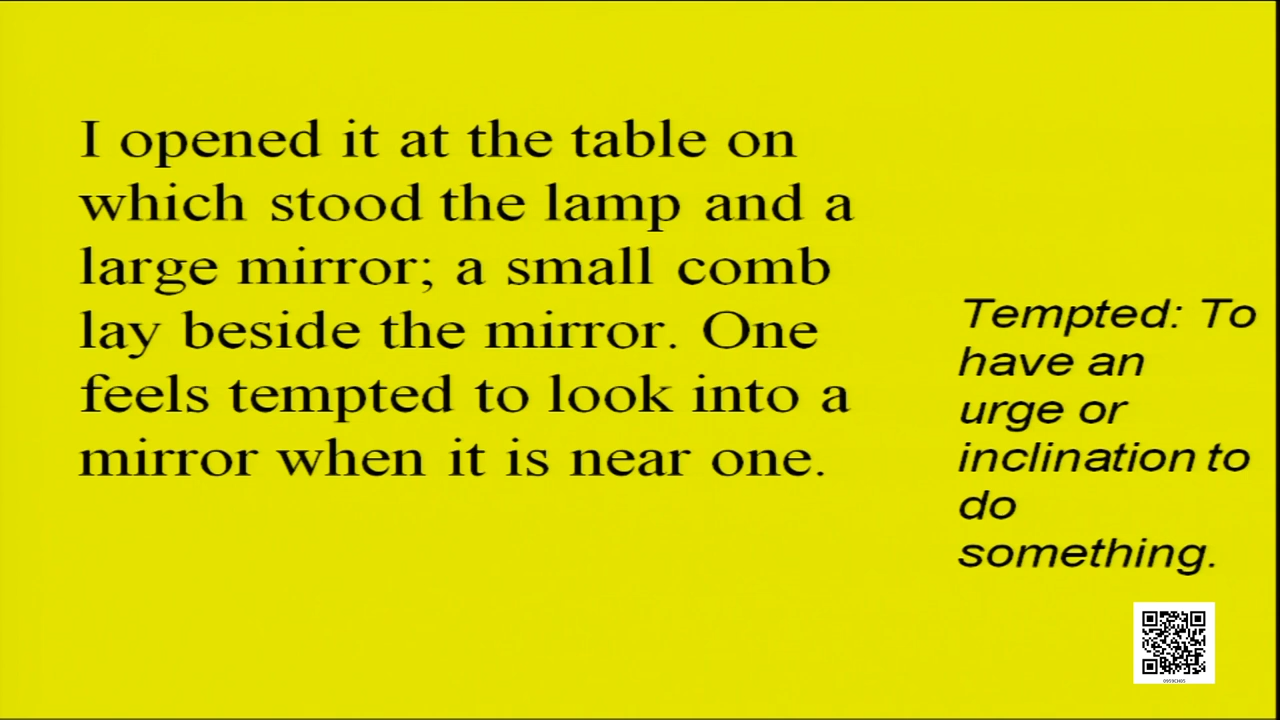 I opened it at the table on
which stood the lamp and a
large mirror; a small comb
lay beside the mirror. One
feels tempted to look into a
mirror when it is near one.
Tempted: To
have an
urge or
inclination to
do
something.